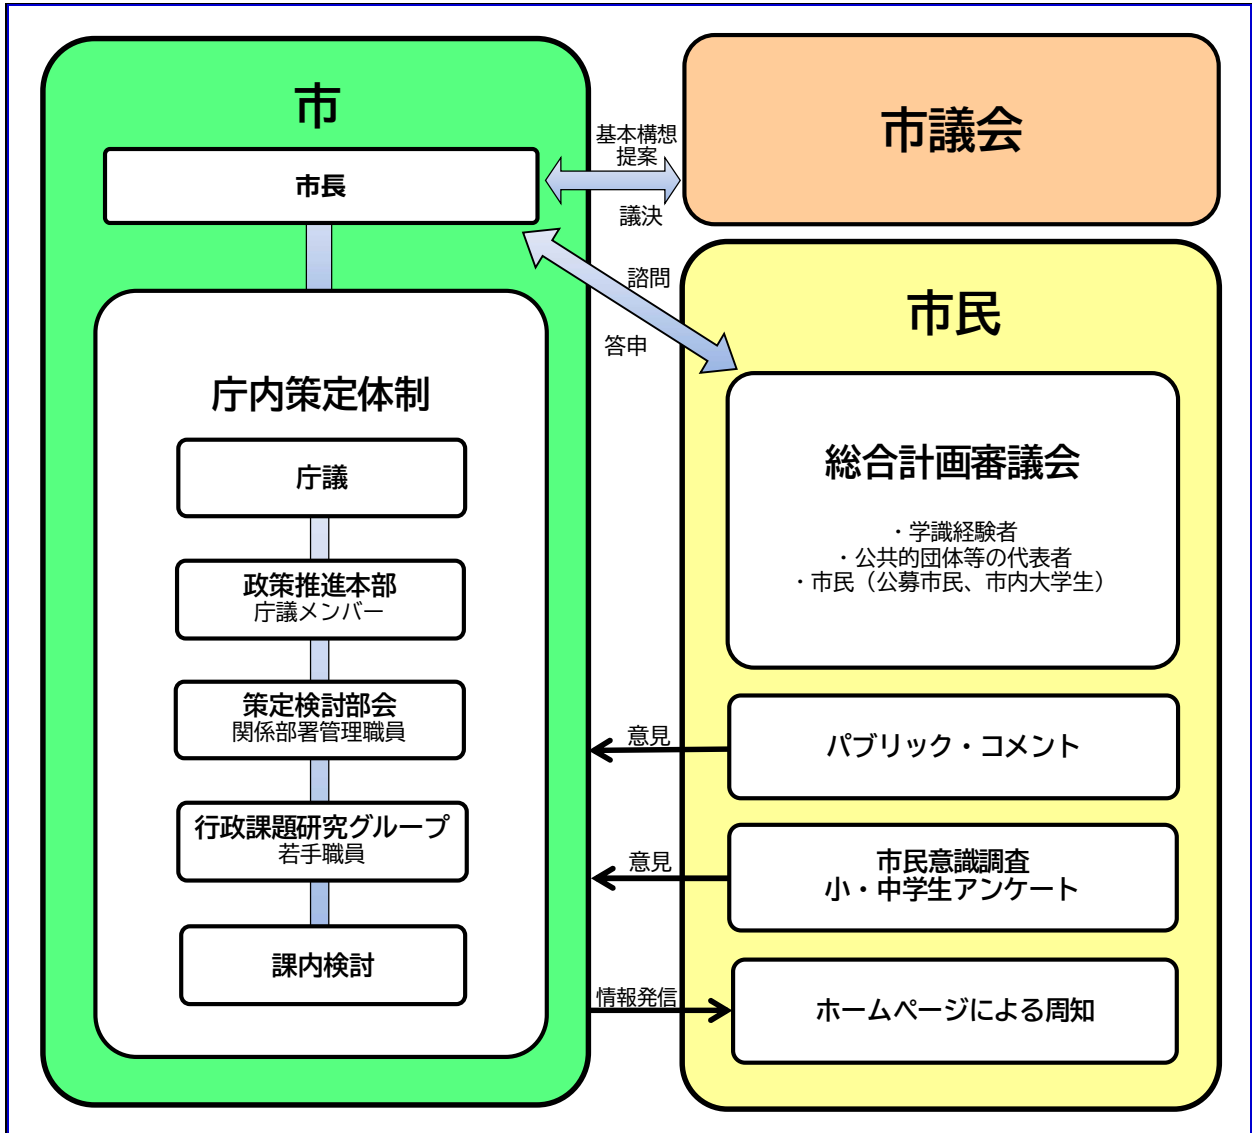 市
市長
庁内策定体制
庁議
政策推進本部
庁議メンバー
策定検討部会
関係部署管理職員
行政課題研究グループ
若手職員
課内検討
基本構想
提案
議決
諮問
答申
意見
意見
情報発信
市議会
市民
総合計画審議会
・学識経験者
・公共的団体等の代表者
・市民（公募市民、市内大学生）
パブリック・コメント
市民意識調査
小・中学生アンケート
ホームページによる周知